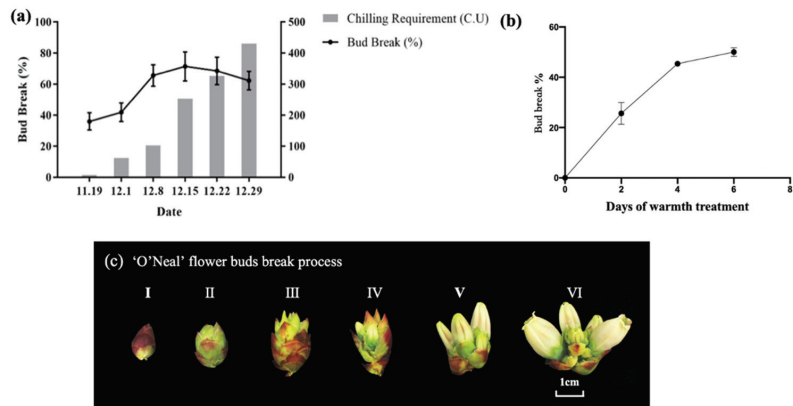 (a)
Chilling Requirement (C.U)
Bud Break (%)
Bud Break (%)
100
80
60
40
20
0
500
400
300
200
100
0
11.19 12.1 12.8 12.15 12.22 12.29
Date
(b)
Bud break %
60
40
20
0
0 2 4 6 8
Days of warmth treatment
(c) ‘O’Neal’ flower buds break process
I II III IV V VI
1cm